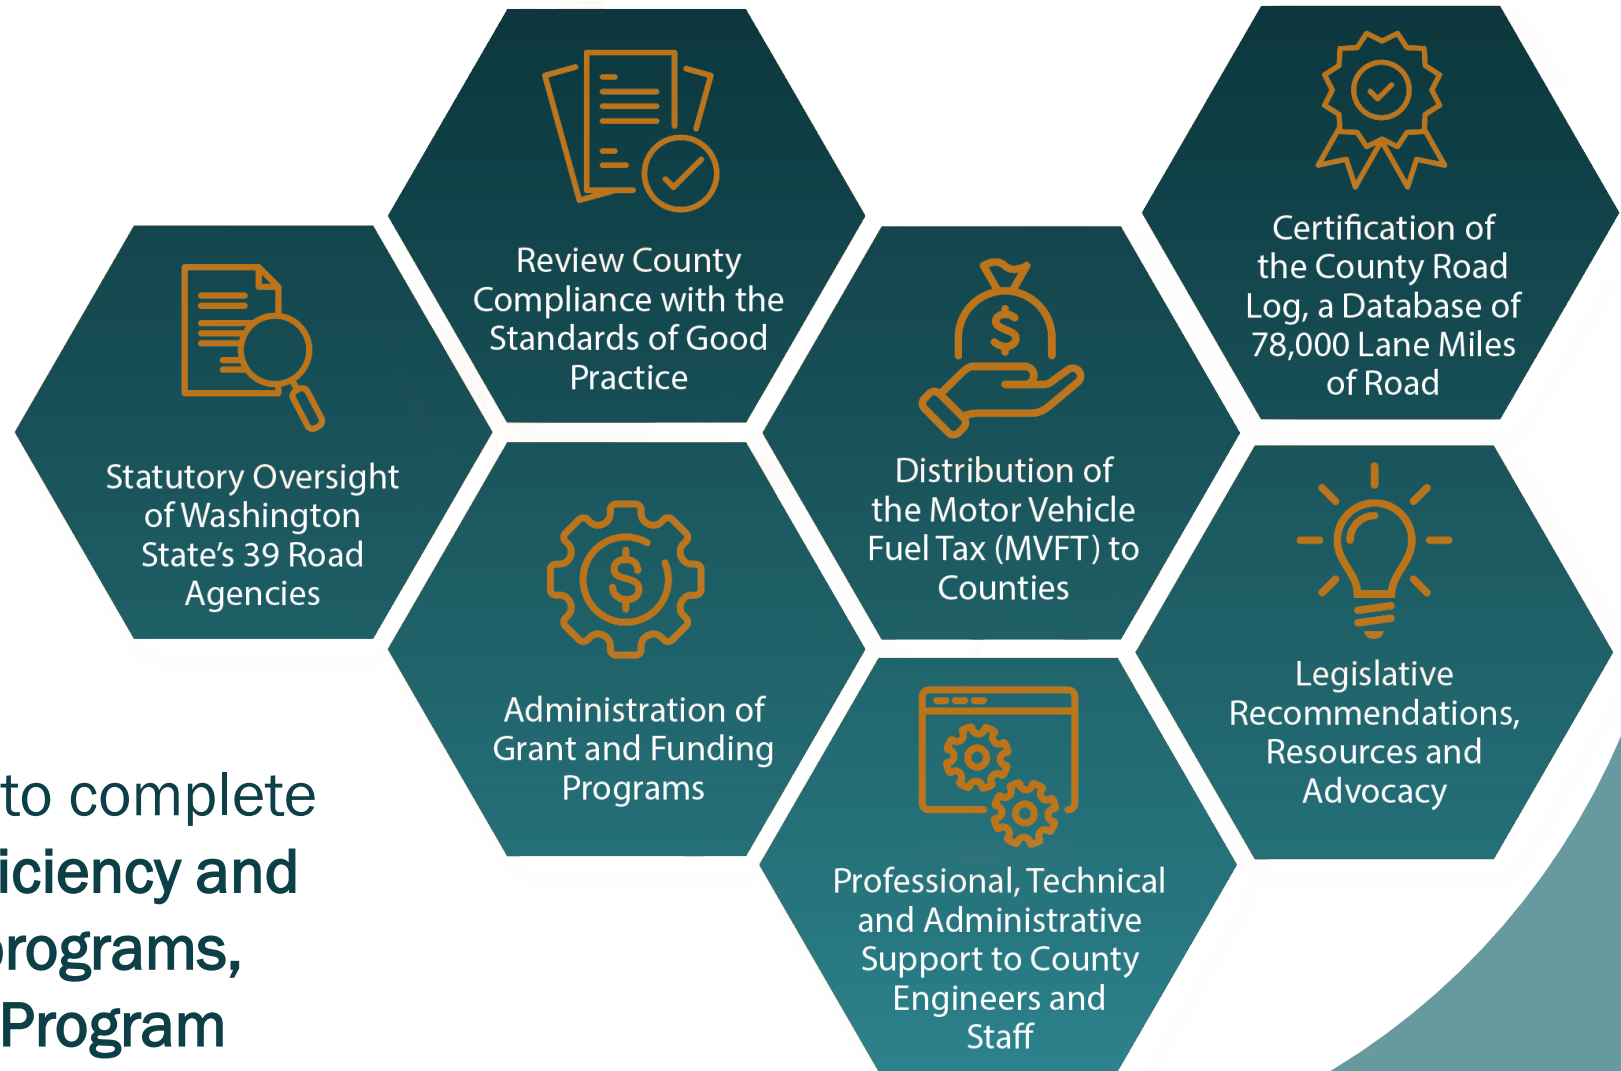 Review County
Compliance with the
Standards of Good
Practice
Certification of
the County Road
Log, a Database of
78,000 Lane Miles
of Road
Statutory Oversight
of Washington
State’s 39 Road
Agencies
Distribution of
the Motor Vehicle
Fuel Tax (MVFT) to
Counties
Administration of
Grant and Funding
Programs
Legislative
Recommendations,
Resources and
Advocacy
Professional, Technical
and Administrative
Support to County
Engineers and
Staff
to complete
and
Program